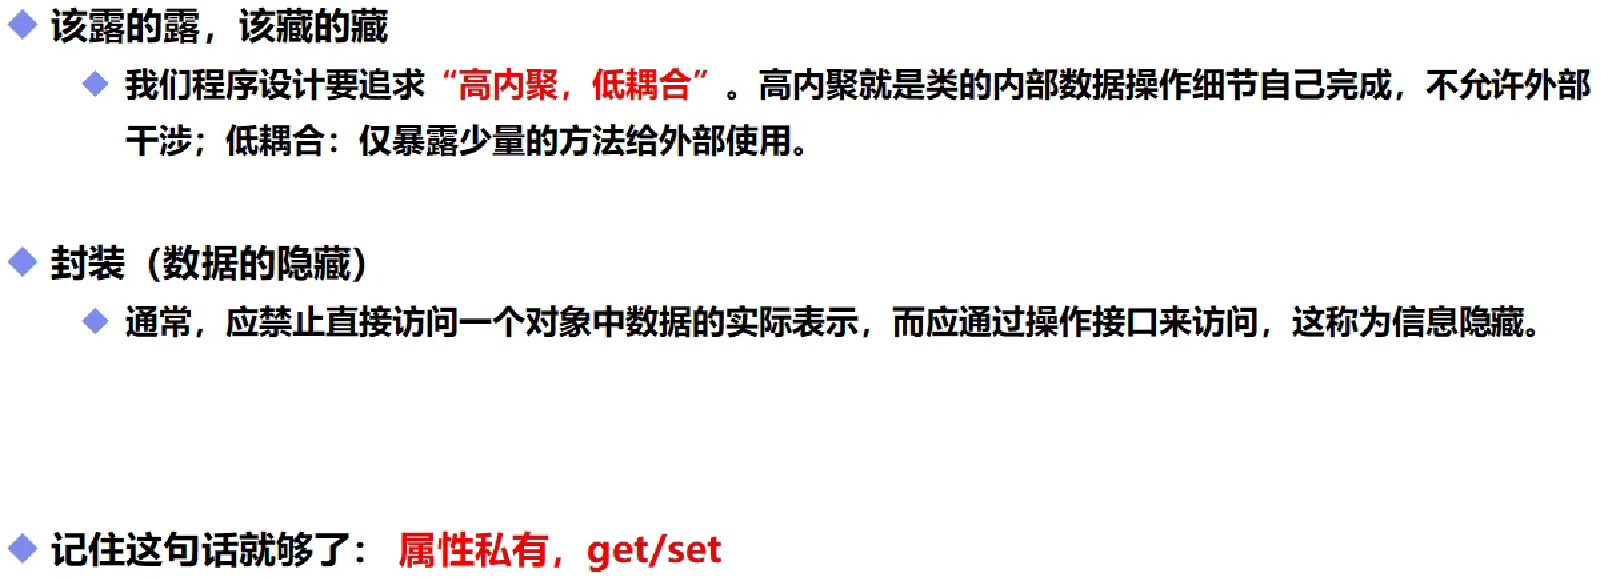 该露的露，该藏的藏
我们程序设计要追求“高内聚，低耦合”。高内聚就是类的内部数据操作细节自己完成，不允许外部
干涉；低耦合：仅暴露少量的方法给外部使用。
封装（数据的隐藏）
通常，应禁止直接访问一个对象中数据的实际表示，而应通过操作接口来访问，这称为信息隐藏。
记住这句话就够了： 属性私有，get/set